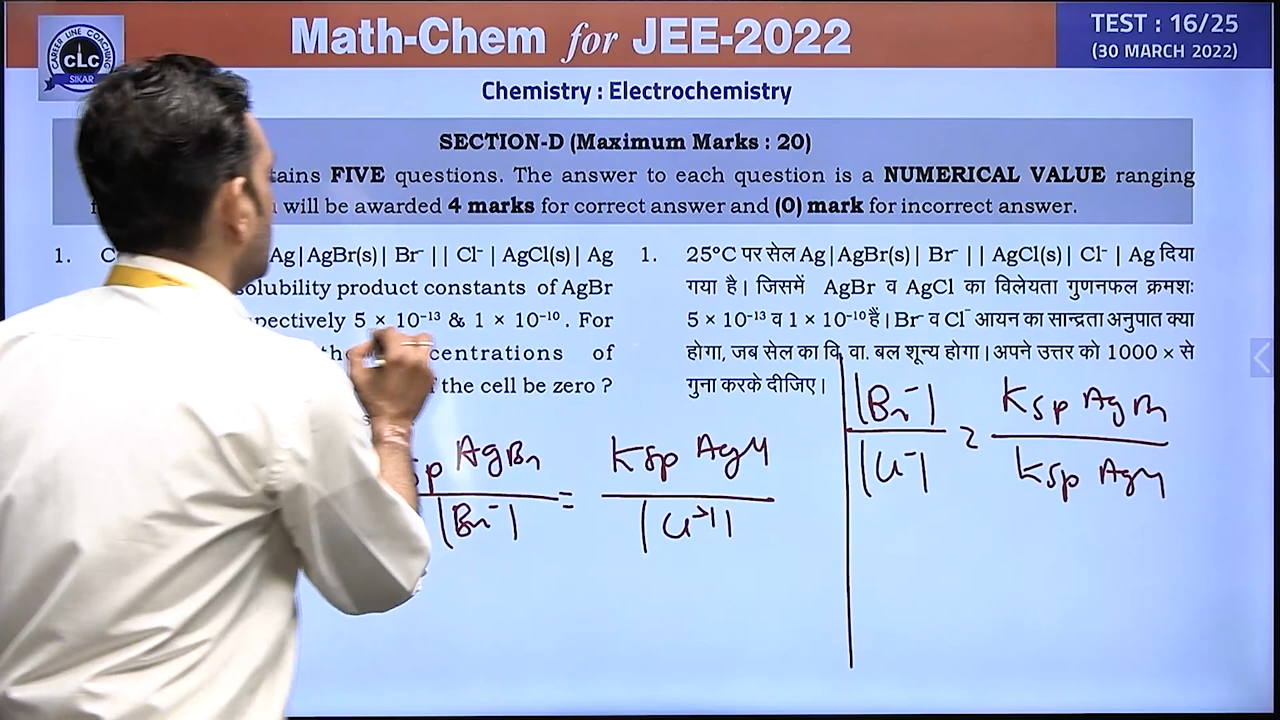 Math-Chem for JEE-2022
TEST : 16/25
(30 MARCH 2022)
CAREER LINE COACHING
CLC
SIKAR
Chemistry : Electrochemistry
SECTION-D (Maximum Marks : 20)
tains FIVE questions. The answer to each question is a NUMERICAL VALUE ranging
will be awarded 4 marks for correct answer and (0) mark for incorrect answer.
1. C Ag|AgBr(s)| Br⁻ || Cl⁻ | AgCl(s)| Ag
solubility product constants of AgBr
pectively 5 × 10⁻¹³ & 1 × 10⁻¹⁰. For
centrations of
the cell be zero ?
1. 25°C पर सेल Ag|AgBr(s)| Br⁻ || AgCl(s)| Cl⁻ | Ag दिया
गया है। जिसमें AgBr व AgCl का विलेयता गुणनफल क्रमशः
5 × 10⁻¹³ व 1 × 10⁻¹⁰ हैं। Br⁻ व Cl⁻ आयन का सान्द्रता अनुपात क्या
होगा, जब सेल का वि. वा. बल शून्य होगा। अपने उत्तर को 1000 × से
गुना करके दीजिए।
sp AgBr = Ksp AgCl
|Br⁻| |Cl⁻|
|Br⁻| = Ksp AgBr
|Cl⁻| Ksp AgCl